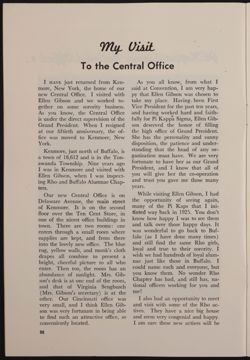 My Visit
To the Central Office
I HAVE just returned from Ken-
more, New York, the home of our
new Central Office. I visited with
Ellen Gibson and we worked to-
gether on some sorority business.
As you know, the Central Office
is under the direct supervision of the
Grand President. When I resigned
at our fiftieth anniversary, the of-
fice was moved to Kenmore, New
York.
Kenmore, just north of Buffalo, is
a town of 18,612 and is in the Ton-
awanda Township. Nine years ago
I was in Kenmore and visited with
Ellen Gibson, when I was inspect-
ing Rho and Buffalo Alumnae Chap-
ters.
Our new Central Office is on
Delaware Avenue, the main street
of Kenmore. It is on the second
floor over the Ten Cent Store, in
one of the nicest office buildings in
town. There are two rooms: one
enters through a small room where
supplies are kept, and from there
into the lovely new office. The blue
rug, yellow walls, and maid's cloth
drapes all combine to present a
bright, cheerful picture to all who
enter. Then too, the room has an
abundance of sunlight. Mrs. Gib-
son's desk is at one end of the room,
and that of Virginia Stegbauch
(Mrs. Gibson's secretary) is at the
other. Our Cincinnati office was
very small, and I think Ellen Gib-
son was very fortunate in being able
to find such an attractive office, so
conveniently located.
As you all know, from what I
said at Convention, I am very hap-
py that Ellen Gibson was chosen to
take my place. Having been First
Vice President for the past ten years,
and having worked hard and faith-
fully for Pi Kappa Sigma, Ellen Gib-
son deserved the honor of filling
the high office of Grand President.
She has the personality and sunny
disposition, the patience and under-
standing that the head of any or-
ganization must have. We are very
fortunate to have her as our Grand
President, and I know that all of
you will give her the co-operation
and trust you gave me those many
years.
While visiting Ellen Gibson, I had
the opportunity of seeing again,
many of the Pi Kaps that I ini-
tiated way back in 1925. You don't
know how happy I was to see them
and talk over those happy days. It
was wonderful to go back to Buf-
falo (as I have done many times)
and still find the same Rho girls,
loyal and true to their sorority. I
wish we had hundreds of loyal alum-
nae just like those in Buffalo. I
could name each and everyone, but
you know them. No wonder Rho
Chapter has had, and still has, na-
tional officers working for you and
me!
I also had an opportunity to meet
and visit with some of the Rho ac-
tives. They have a nice big house
and seem very congenial and happy.
I am sure these new actives will be